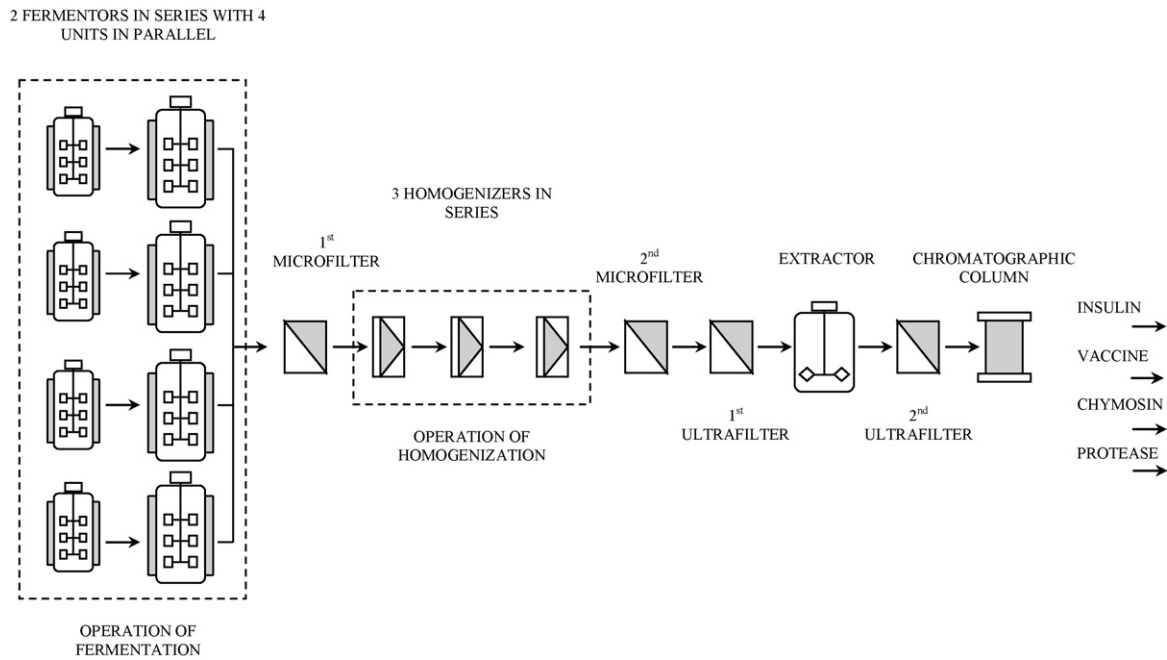 2 FERMENTORS IN SERIES WITH 4
UNITS IN PARALLEL
3 HOMOGENIZERS IN
SERIES
1st
MICROFILTER
2nd
MICROFILTER
EXTRACTOR
CHROMATOGRAPHIC
COLUMN
INSULIN
VACCINE
CHYMOSIN
PROTEASE
1st
ULTRAFILTER
2nd
ULTRAFILTER
OPERATION OF
HOMOGENIZATION
OPERATION OF
FERMENTATION